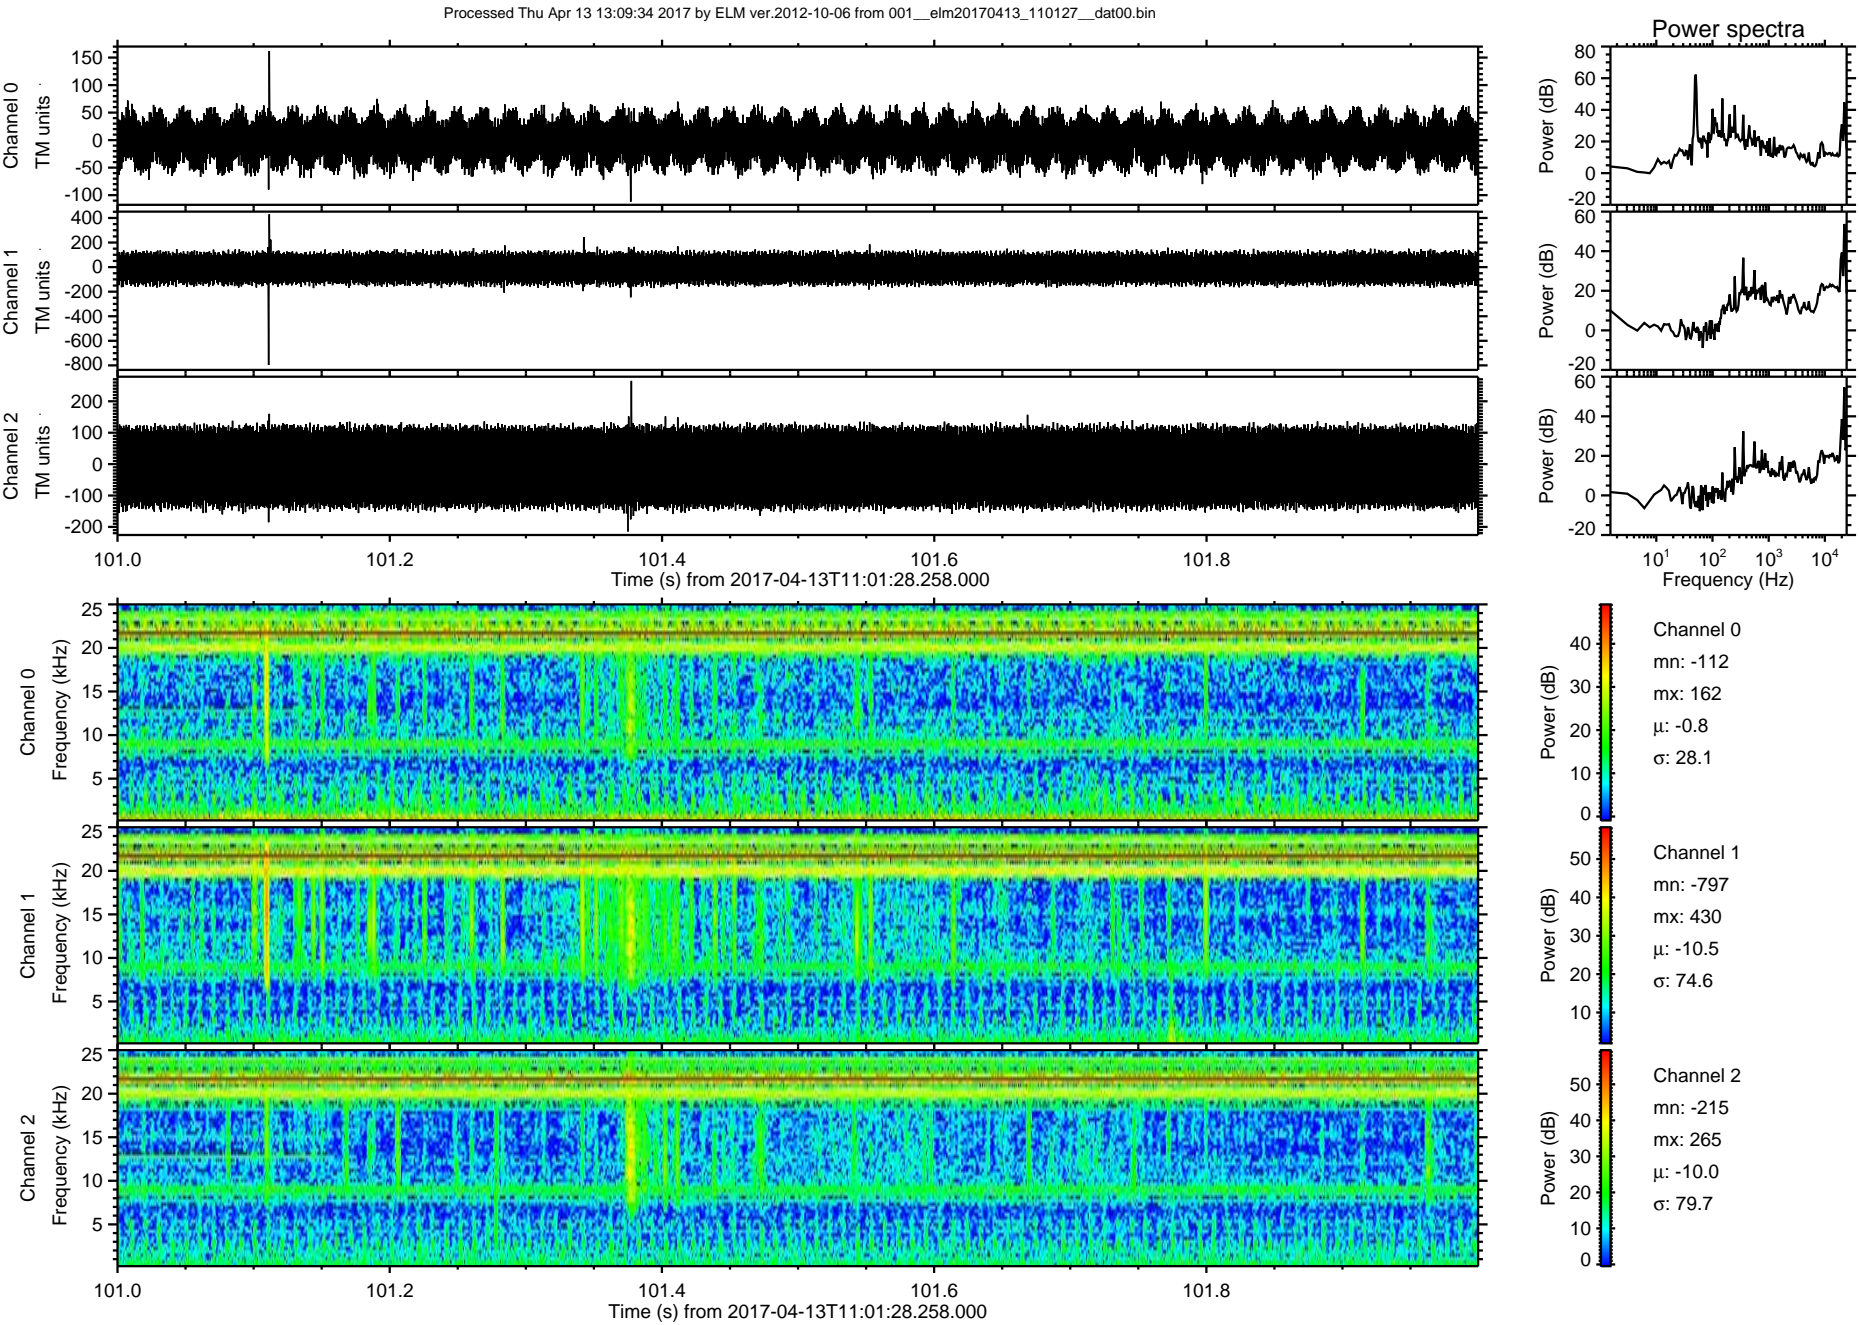 Processed Thu Apr 13 13:09:34 2017 by ELM ver.2012-10-06 from 001__elm20170413_110127__dat00.bin
Power spectra
Channel 0
TM units
150
100
50
0
-50
-100
Power (dB)
80
60
40
20
0
-20
Channel 1
TM units
400
200
0
-200
-400
-600
-800
Power (dB)
60
40
20
0
-20
Channel 2
TM units
200
100
0
-100
-200
Power (dB)
60
40
20
0
-20
101.0 101.2 101.4 101.6 101.8
Time (s) from 2017-04-13T11:01:28.258.000
10¹ 10² 10³ 10⁴
Frequency (Hz)
Channel 0
Frequency (kHz)
25
20
15
10
5
Power (dB)
40
30
20
10
0
Channel 0
mn: -112
mx: 162
μ: -0.8
σ: 28.1
Channel 1
Frequency (kHz)
25
20
15
10
5
Power (dB)
50
40
30
20
10
Channel 1
mn: -797
mx: 430
μ: -10.5
σ: 74.6
Channel 2
Frequency (kHz)
25
20
15
10
5
Power (dB)
50
40
30
20
10
0
Channel 2
mn: -215
mx: 265
μ: -10.0
σ: 79.7
101.0 101.2 101.4 101.6 101.8
Time (s) from 2017-04-13T11:01:28.258.000